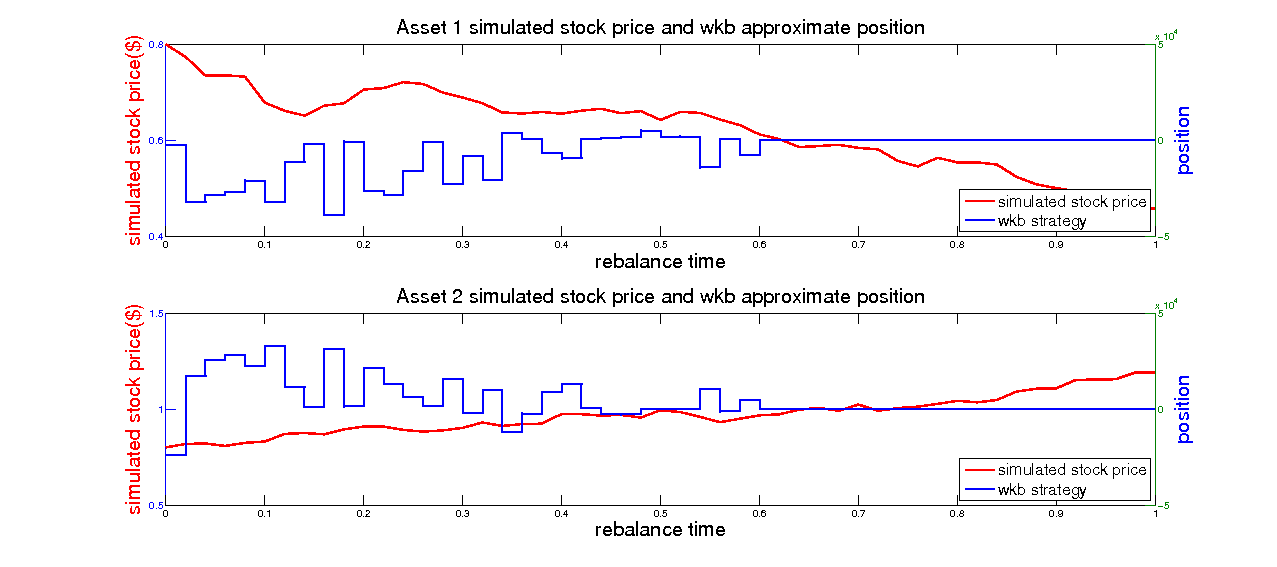 Asset 1 simulated stock price and wkb approximate position
x 10^4
0.8
5
0.6
0
0.4
-5
simulated stock price($)
position
simulated stock price
wkb strategy
0 0.1 0.2 0.3 0.4 0.5 0.6 0.7 0.8 0.9 1
rebalance time
Asset 2 simulated stock price and wkb approximate position
x 10^4
1.5
5
1
0
0.5
-5
simulated stock price($)
position
simulated stock price
wkb strategy
0 0.1 0.2 0.3 0.4 0.5 0.6 0.7 0.8 0.9 1
rebalance time